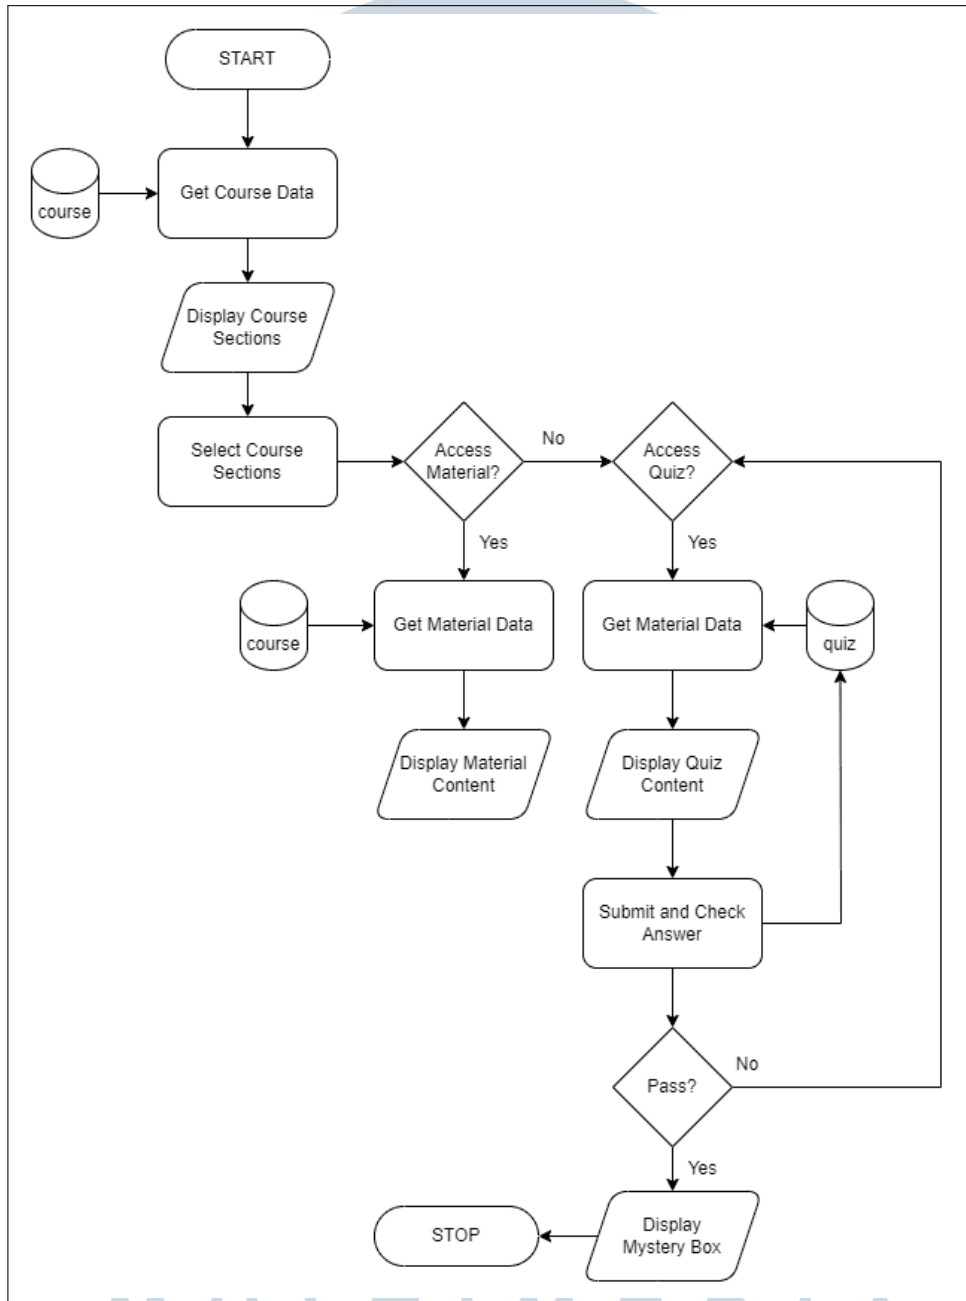 START
course
Get Course Data
Display Course
Sections
Select Course
Sections
Access
Material?
No
Access
Quiz?
Yes
Yes
course
Get Material Data
Get Material Data
quiz
Display Material
Content
Display Quiz
Content
Submit and Check
Answer
Pass?
No
Yes
STOP
Display
Mystery Box